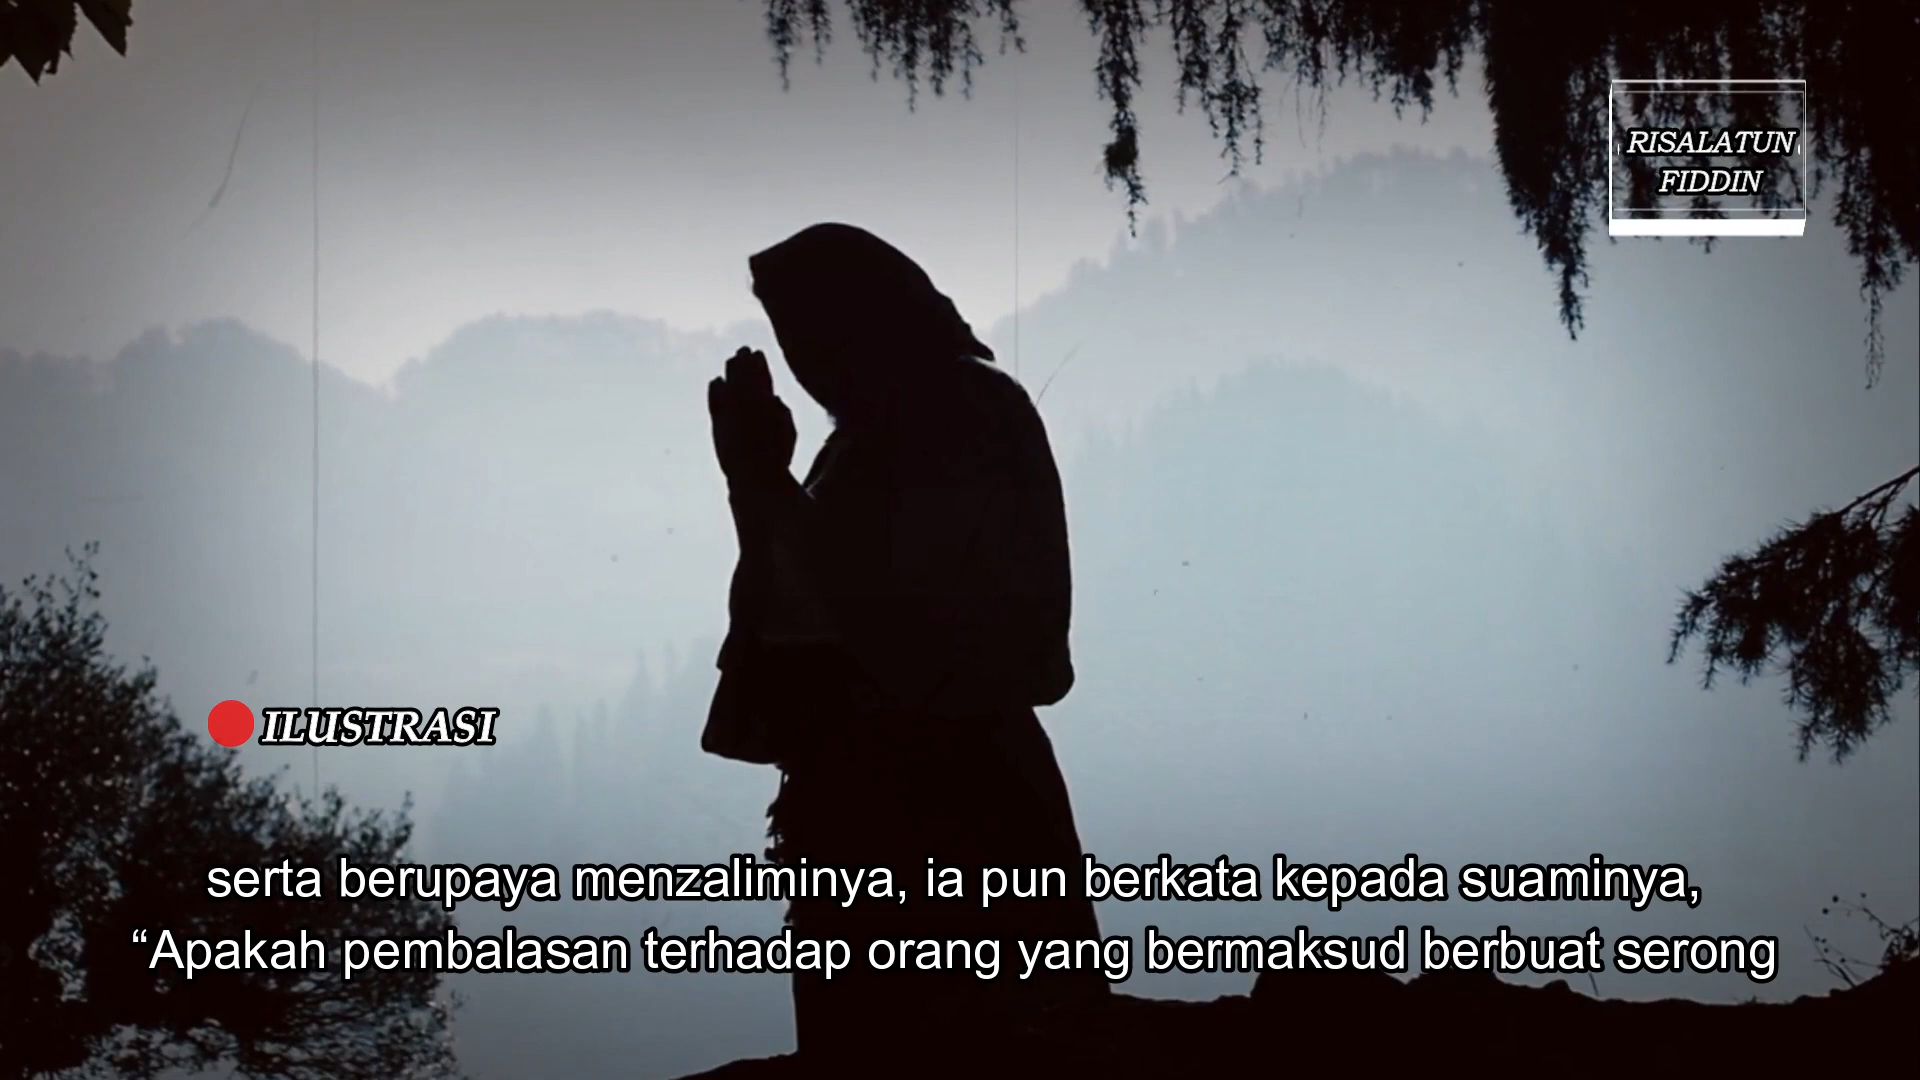 RISALATUN
FIDDIN
ILUSTRASI
serta berupaya menzaliminya, ia pun berkata kepada suaminya,
“Apakah pembalasan terhadap orang yang bermaksud berbuat serong